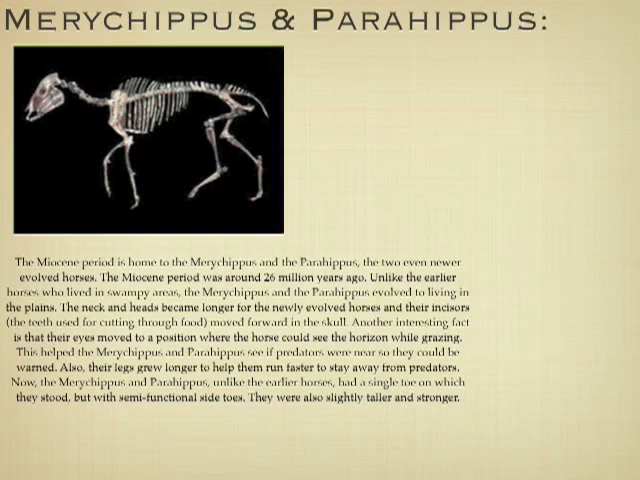 MERYCHIPPUS & PARAHIPPUS:
The Miocene period is home to the Merychippus and the Parahippus, the two even newer
evolved horses. The Miocene period was around 26 million years ago. Unlike the earlier
horses who lived in swampy areas, the Merychippus and the Parahippus evolved to living in
the plains. The neck and heads became longer for the newly evolved horses and their incisors
(the teeth used for cutting through food) moved forward in the skull. Another interesting fact
is that their eyes moved to a position where the horse could see the horizon while grazing.
This helped the Merychippus and Parahippus see if predators were near so they could be
warned. Also, their legs grew longer to help them run faster to stay away from predators.
Now, the Merychippus and Parahippus, unlike the earlier horses, had a single toe on which
they stood, but with semi-functional side toes. They were also slightly taller and stronger.